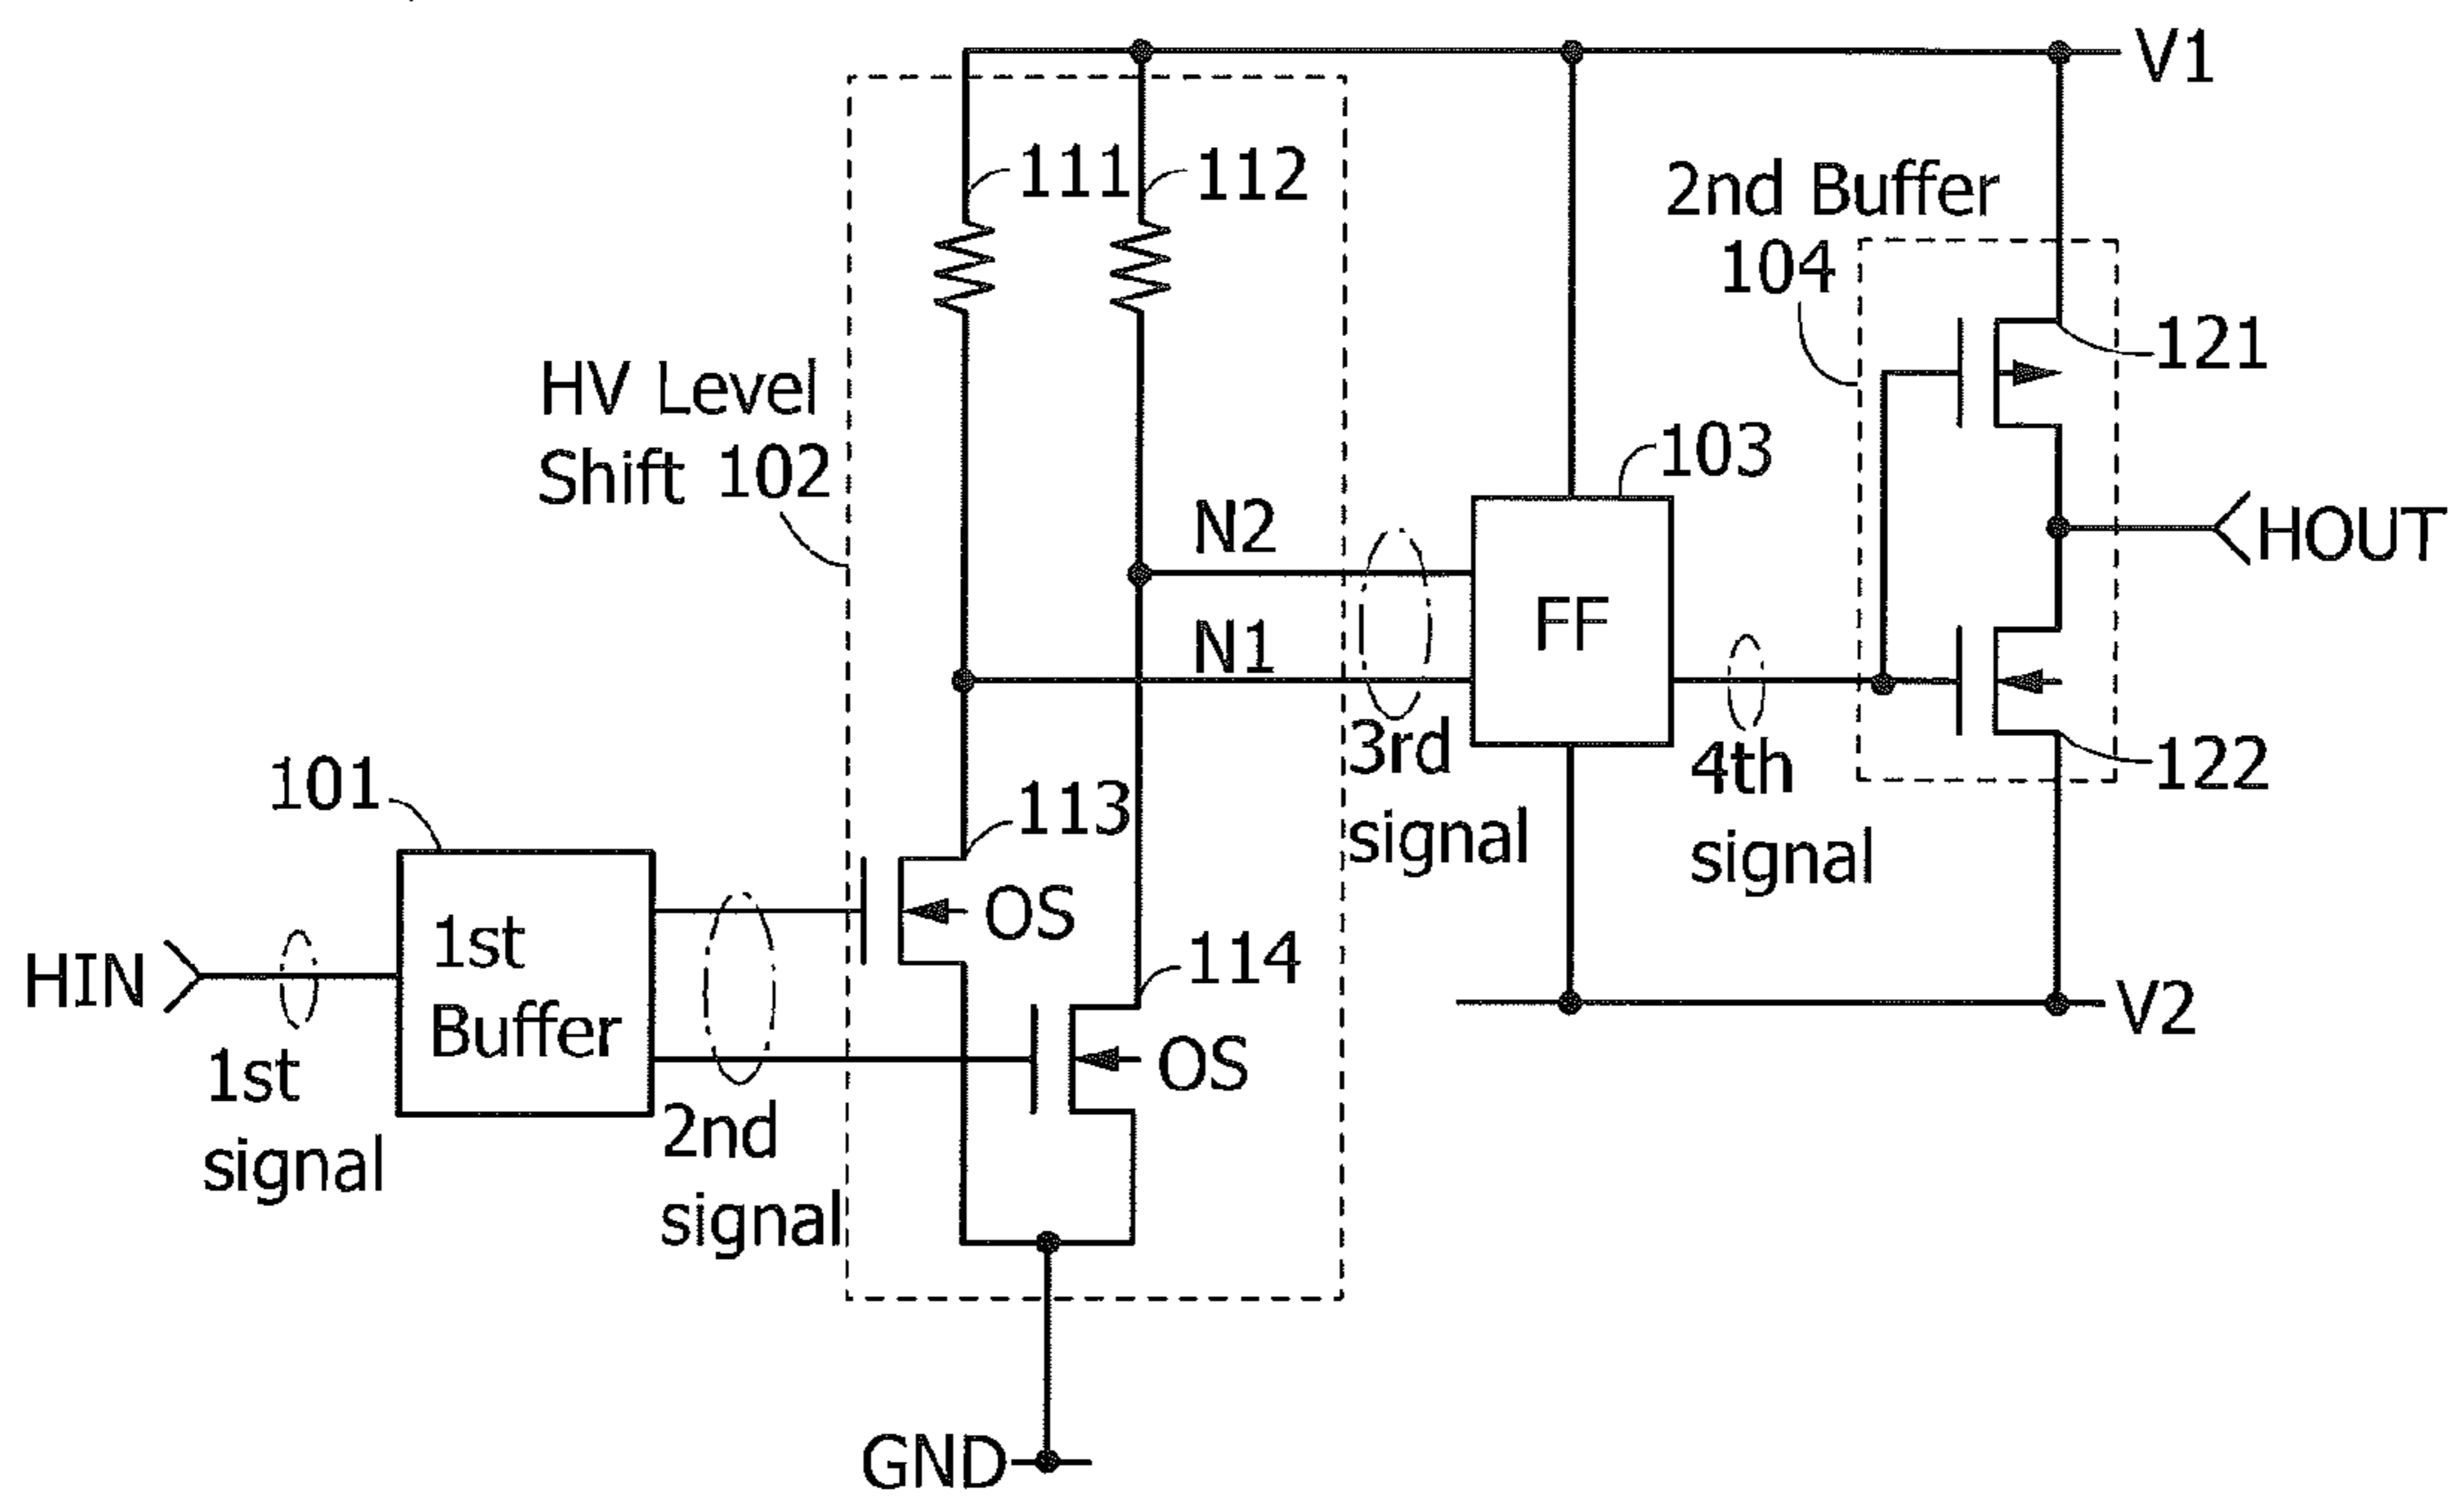 V1
111
112
2nd Buffer
104
121
HV Level
Shift 102
103
N2
HOUT
FF
N1
3rd
signal
4th
signal
122
101
113
OS
1st
Buffer
HIN
114
OS
1st
signal
2nd
signal
V2
GND